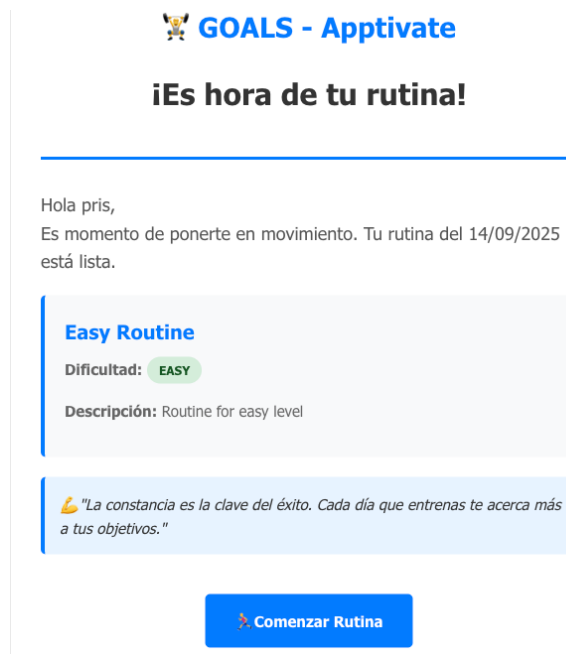 🏋️ GOALS - Apptivate
¡Es hora de tu rutina!
Hola pris,
Es momento de ponerte en movimiento. Tu rutina del 14/09/2025
está lista.
Easy Routine
Dificultad: EASY
Descripción: Routine for easy level
💪"La constancia es la clave del éxito. Cada día que entrenas te acerca más
a tus objetivos."
🏃Comenzar Rutina